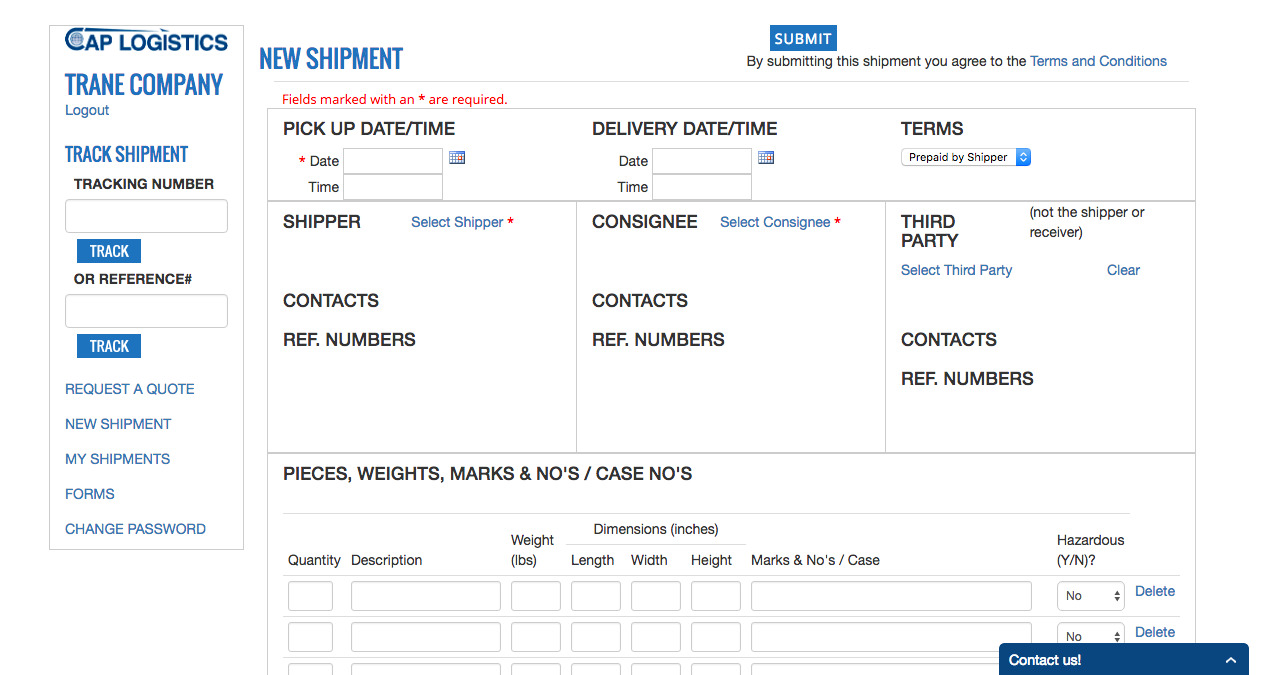 CAP LOGISTICS
TRANE COMPANY
Logout
TRACK SHIPMENT
TRACKING NUMBER
TRACK
OR REFERENCE#
TRACK
REQUEST A QUOTE
NEW SHIPMENT
MY SHIPMENTS
FORMS
CHANGE PASSWORD
NEW SHIPMENT
SUBMIT
By submitting this shipment you agree to the Terms and Conditions
Fields marked with an * are required.
PICK UP DATE/TIME
* Date
Time
DELIVERY DATE/TIME
Date
Time
TERMS
Prepaid by Shipper
SHIPPER Select Shipper *
CONTACTS
REF. NUMBERS
CONSIGNEE Select Consignee *
CONTACTS
REF. NUMBERS
THIRD PARTY
(not the shipper or
receiver)
Select Third Party Clear
CONTACTS
REF. NUMBERS
PIECES, WEIGHTS, MARKS & NO'S / CASE NO'S
Quantity Description Weight (lbs) Dimensions (inches) Length Width Height Marks & No's / Case Hazardous (Y/N)?
No Delete
No Delete
Contact us!